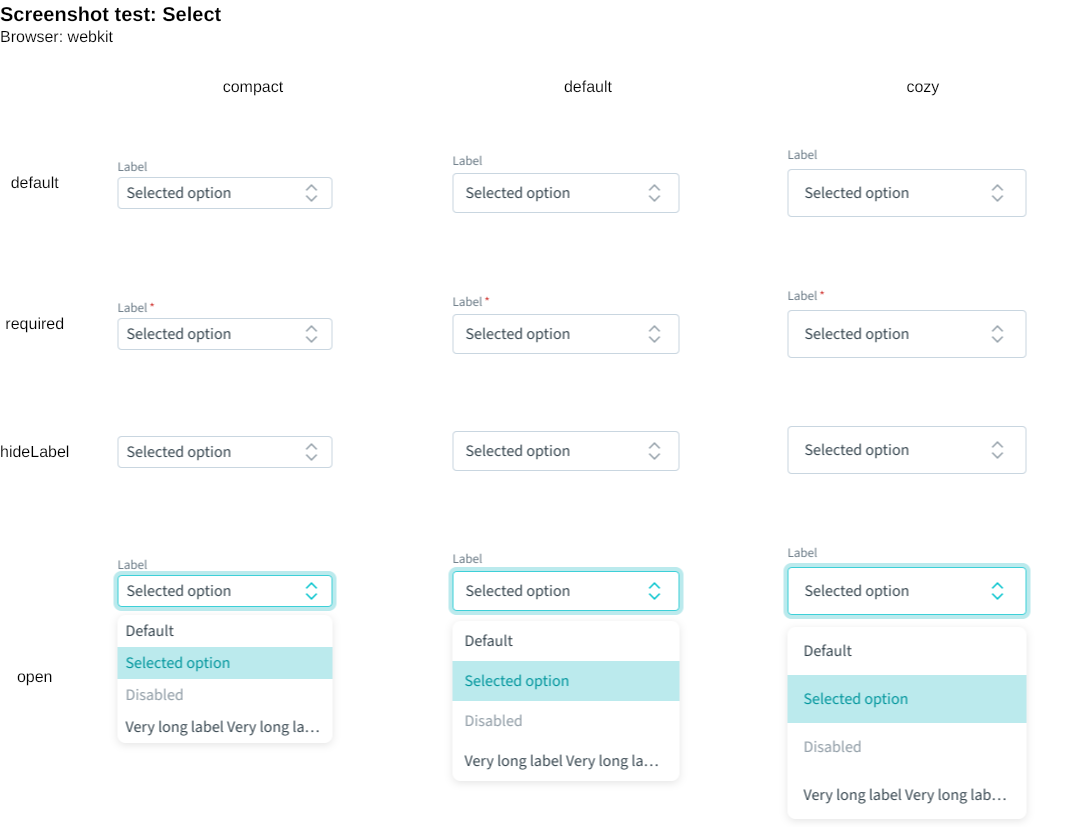 Screenshot test: Select
Browser: webkit
compact default cozy
default
Label Label Label
Selected option Selected option Selected option
required
Label * Label * Label *
Selected option Selected option Selected option
hideLabel
Selected option Selected option Selected option
open
Label Label Label
Selected option Selected option Selected option
Default Default Default
Selected option Selected option Selected option
Disabled Disabled Disabled
Very long label Very long la… Very long label Very long la… Very long label Very long lab…